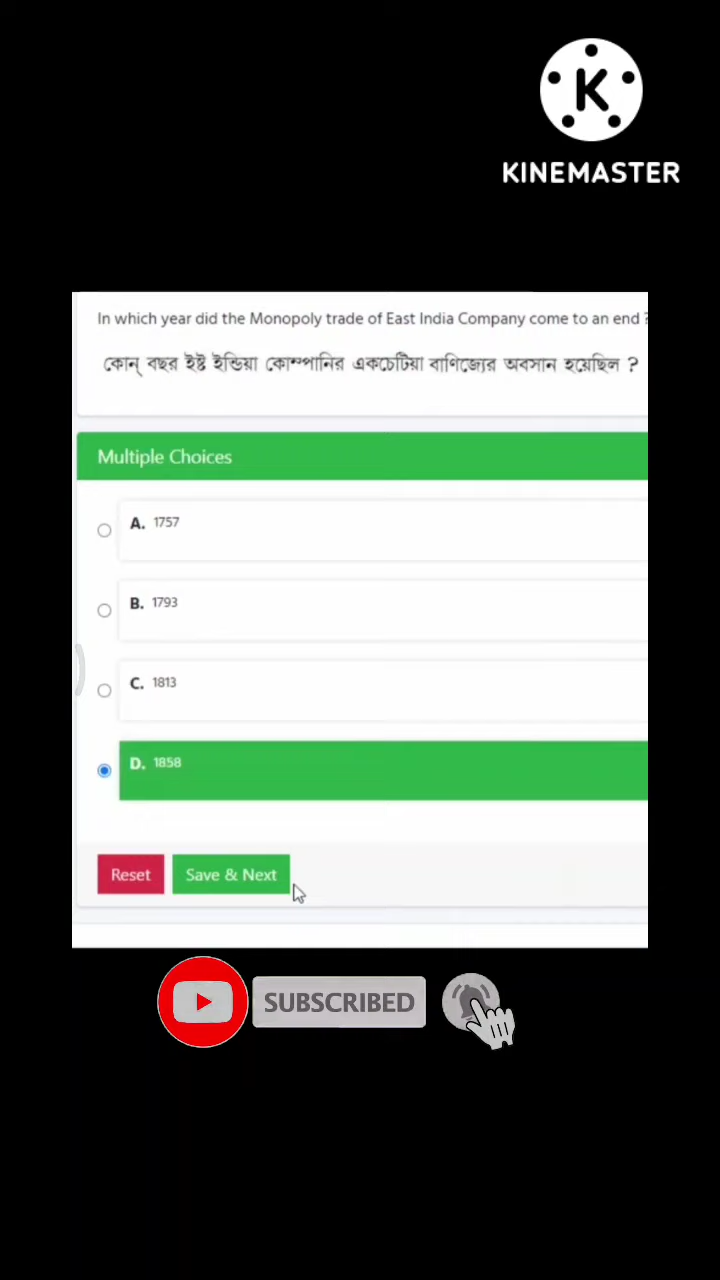 K
KINEMASTER
In which year did the Monopoly trade of East India Company come to an end ?
কোন্ বছর ইষ্ট ইন্ডিয়া কোম্পানির একচেটিয়া বাণিজ্যের অবসান হয়েছিল ?
Multiple Choices
A. 1757
B. 1793
C. 1813
D. 1858
Reset Save & Next
SUBSCRIBED